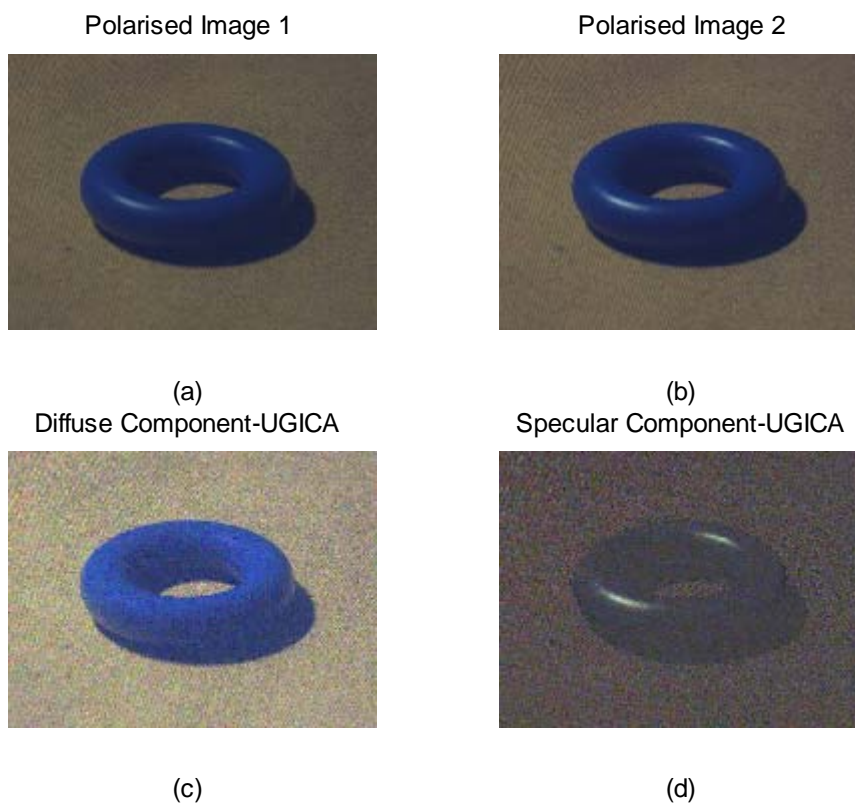 Polarised Image 1
Polarised Image 2
(a)
(b)
Diffuse Component-UGICA
Specular Component-UGICA
(c)
(d)